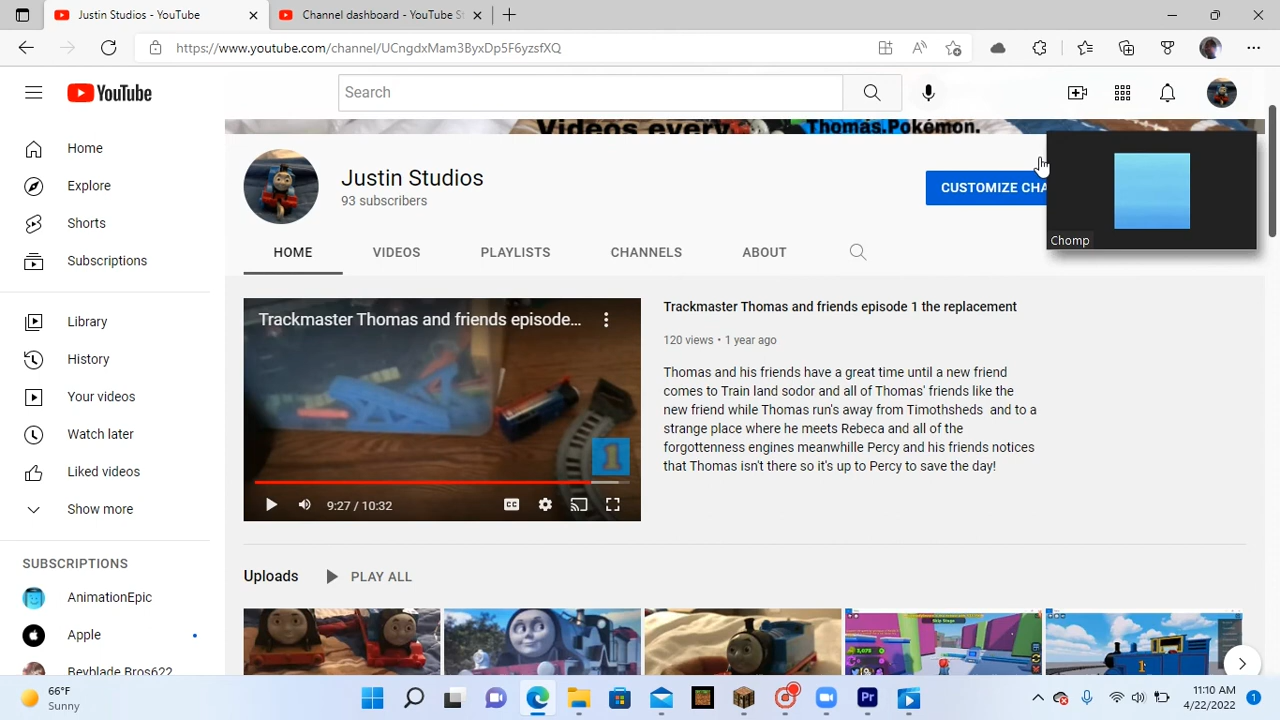 Justin Studios - YouTube
Channel dashboard - YouTube St
https://www.youtube.com/channel/UCngdxMam3ByxDp5F6yzsfXQ
YouTube
Search
Videos every
Thomas.Pokémon.
Home
Explore
Shorts
Subscriptions
Library
History
Your videos
Watch later
Liked videos
Show more
SUBSCRIPTIONS
AnimationEpic
Apple
Beyblade Bros622
Justin Studios
93 subscribers
CUSTOMIZE CHA
Chomp
HOME
VIDEOS
PLAYLISTS
CHANNELS
ABOUT
Trackmaster Thomas and friends episode...
1
9:27 / 10:32
CC
Trackmaster Thomas and friends episode 1 the replacement
120 views • 1 year ago
Thomas and his friends have a great time until a new friend
comes to Train land sodor and all of Thomas' friends like the
new friend while Thomas run's away from Timothsheds and to a
strange place where he meets Rebeca and all of the
forgottenness engines meanwhille Percy and his friends notices
that Thomas isn't there so it's up to Percy to save the day!
Uploads
PLAY ALL
Skip Stage
1
66°F
Sunny
Pr
11:10 AM
4/22/2022
1